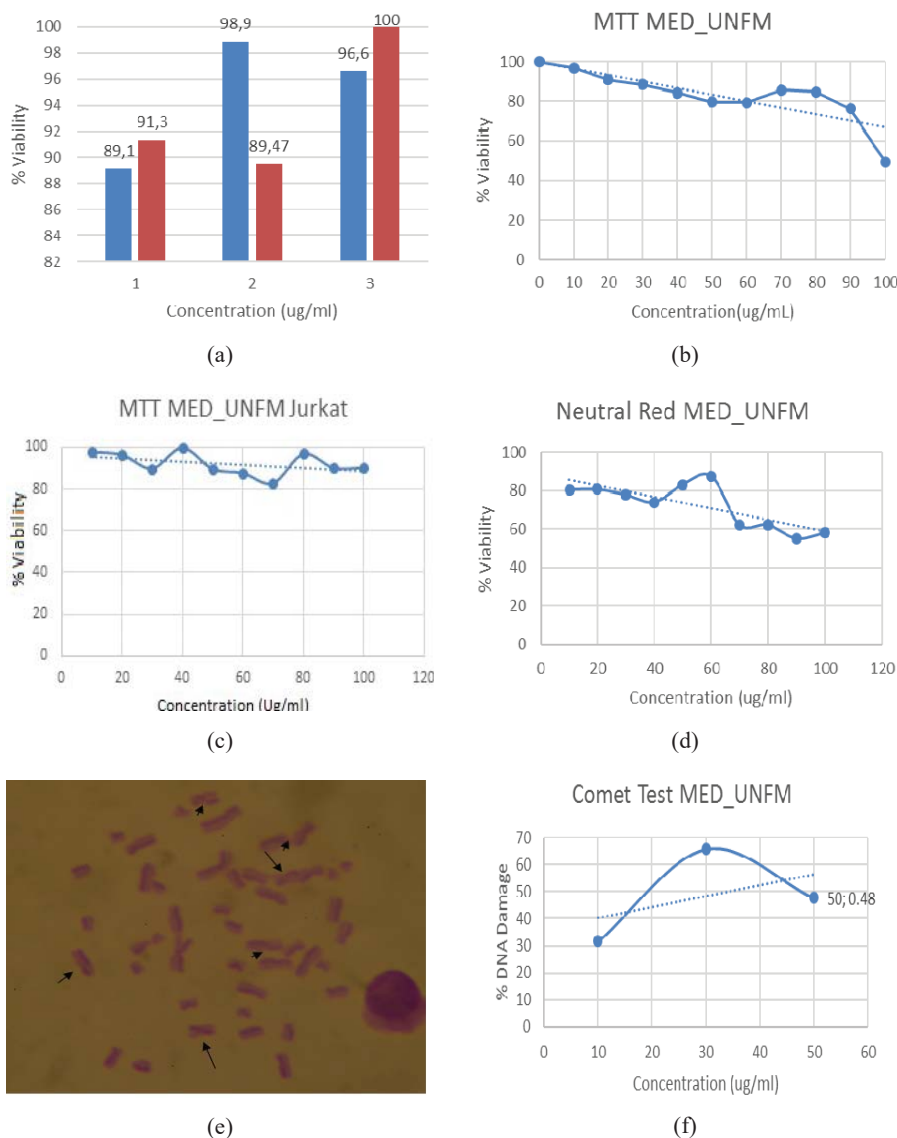 100
98
96
94
92
90
88
86
84
82
% Viability
89,1
91,3
98,9
89,47
96,6
100
1 2 3
Concentration (ug/ml)
(a)
MTT MED_UNFM
100
80
60
40
20
0
% Viability
0 10 20 30 40 50 60 70 80 90 100
Concentration(ug/mL)
(b)
MTT MED_UNFM Jurkat
100
80
60
40
20
0
% Viability
0 20 40 60 80 100 120
Concentration (Ug/ml)
(c)
Neutral Red MED_UNFM
100
80
60
40
20
0
% Viability
0 20 40 60 80 100 120
Concentration (ug/ml)
(d)
(e)
Comet Test MED_UNFM
70
60
50
40
30
20
10
0
% DNA Damage
50; 0.48
0 10 20 30 40 50 60
Concentration (ug/ml)
(f)